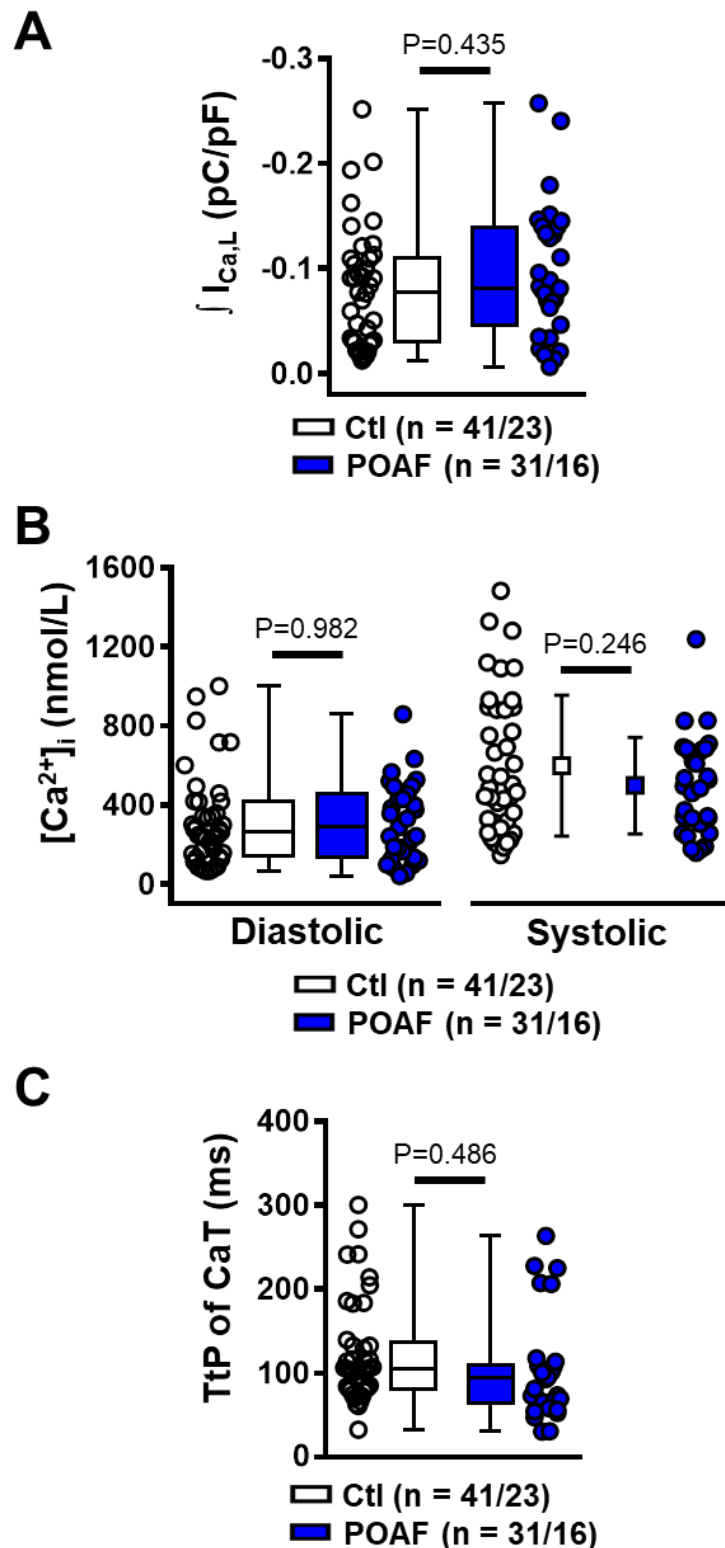 A
P=0.435
∫ I_Ca,L (pC/pF)
-0.3
-0.2
-0.1
0.0
Ctl (n = 41/23)
POAF (n = 31/16)
B
[Ca²⁺]ᵢ (nmol/L)
1600
1200
800
400
0
P=0.982
P=0.246
Diastolic
Systolic
Ctl (n = 41/23)
POAF (n = 31/16)
C
TtP of CaT (ms)
400
300
200
100
0
P=0.486
Ctl (n = 41/23)
POAF (n = 31/16)